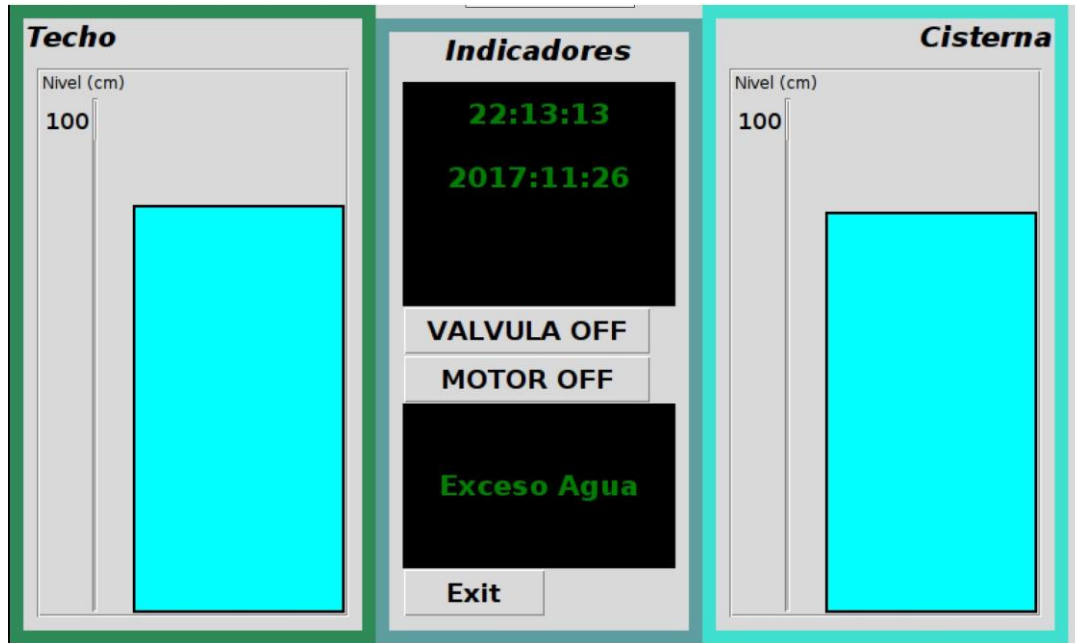 Techo
Nivel (cm)
100
Indicadores
22:13:13
2017:11:26
VALVULA OFF
MOTOR OFF
Exceso Agua
Exit
Cisterna
Nivel (cm)
100